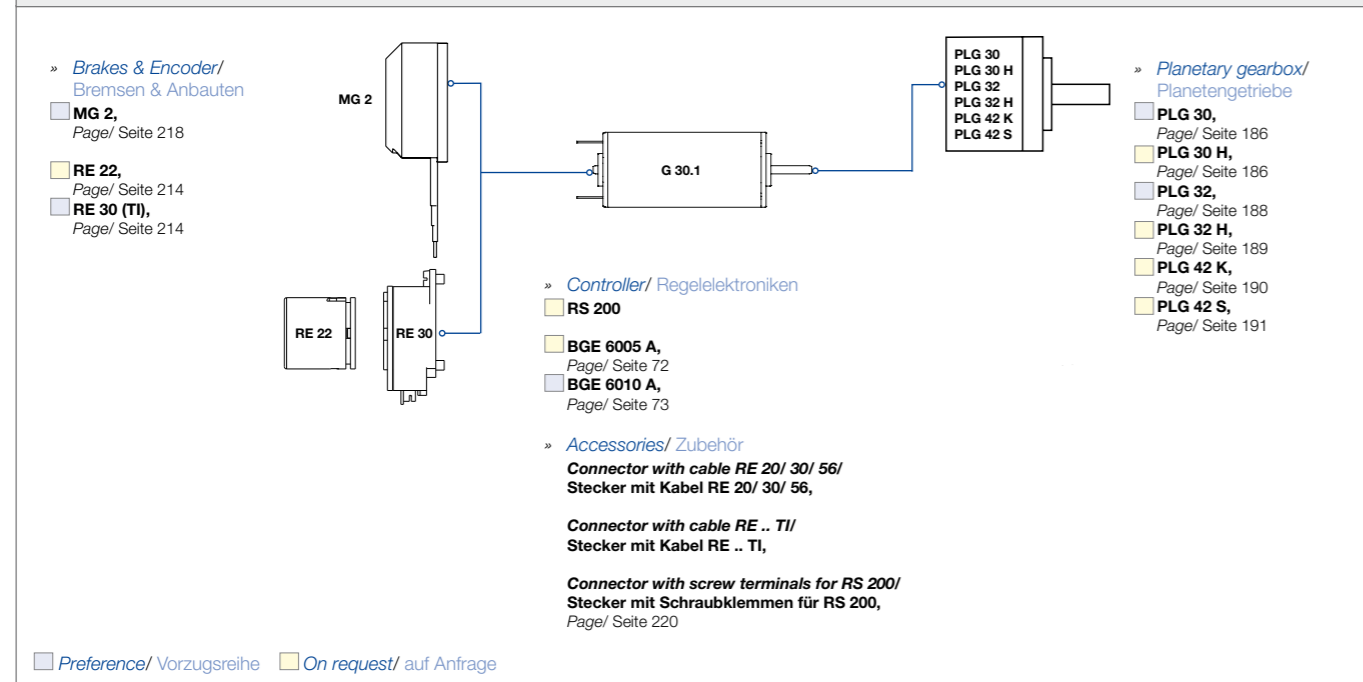 » Brakes & Encoder/
Bremsen & Anbauten
MG 2,
Page/ Seite 218
RE 22,
Page/ Seite 214
RE 30 (TI),
Page/ Seite 214
MG 2
RE 22
RE 30
G 30.1
PLG 30
PLG 30 H
PLG 32
PLG 32 H
PLG 42 K
PLG 42 S
» Controller/ Regelelektroniken
RS 200
BGE 6005 A,
Page/ Seite 72
BGE 6010 A,
Page/ Seite 73
» Accessories/ Zubehör
Connector with cable RE 20/ 30/ 56/
Stecker mit Kabel RE 20/ 30/ 56,
Connector with cable RE .. TI/
Stecker mit Kabel RE .. TI,
Connector with screw terminals for RS 200/
Stecker mit Schraubklemmen für RS 200,
Page/ Seite 220
» Planetary gearbox/
Planetengetriebe
PLG 30,
Page/ Seite 186
PLG 30 H,
Page/ Seite 186
PLG 32,
Page/ Seite 188
PLG 32 H,
Page/ Seite 189
PLG 42 K,
Page/ Seite 190
PLG 42 S,
Page/ Seite 191
Preference/ Vorzugsreihe On request/ auf Anfrage